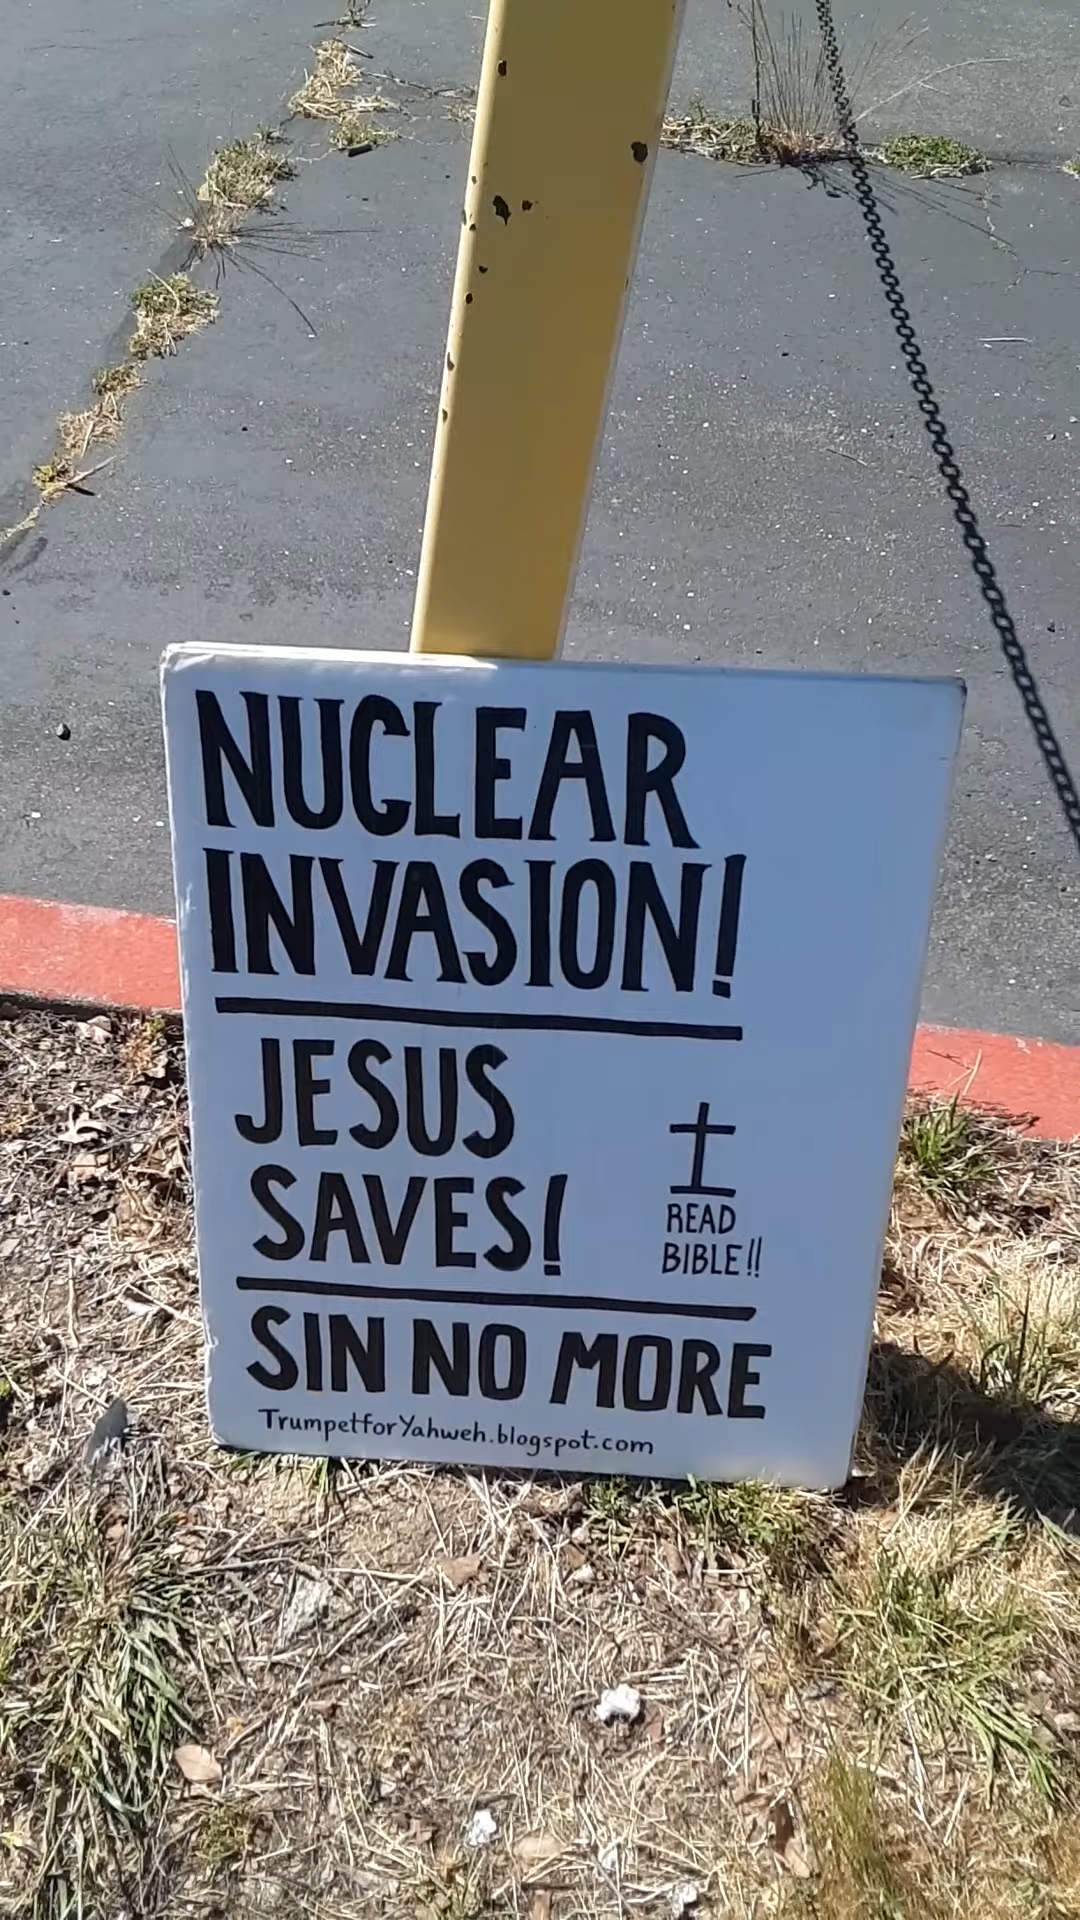 NUCLEAR
INVASION!
JESUS
SAVES!
READ
BIBLE!!
SIN NO MORE
TrumpetforYahweh.blogspot.com